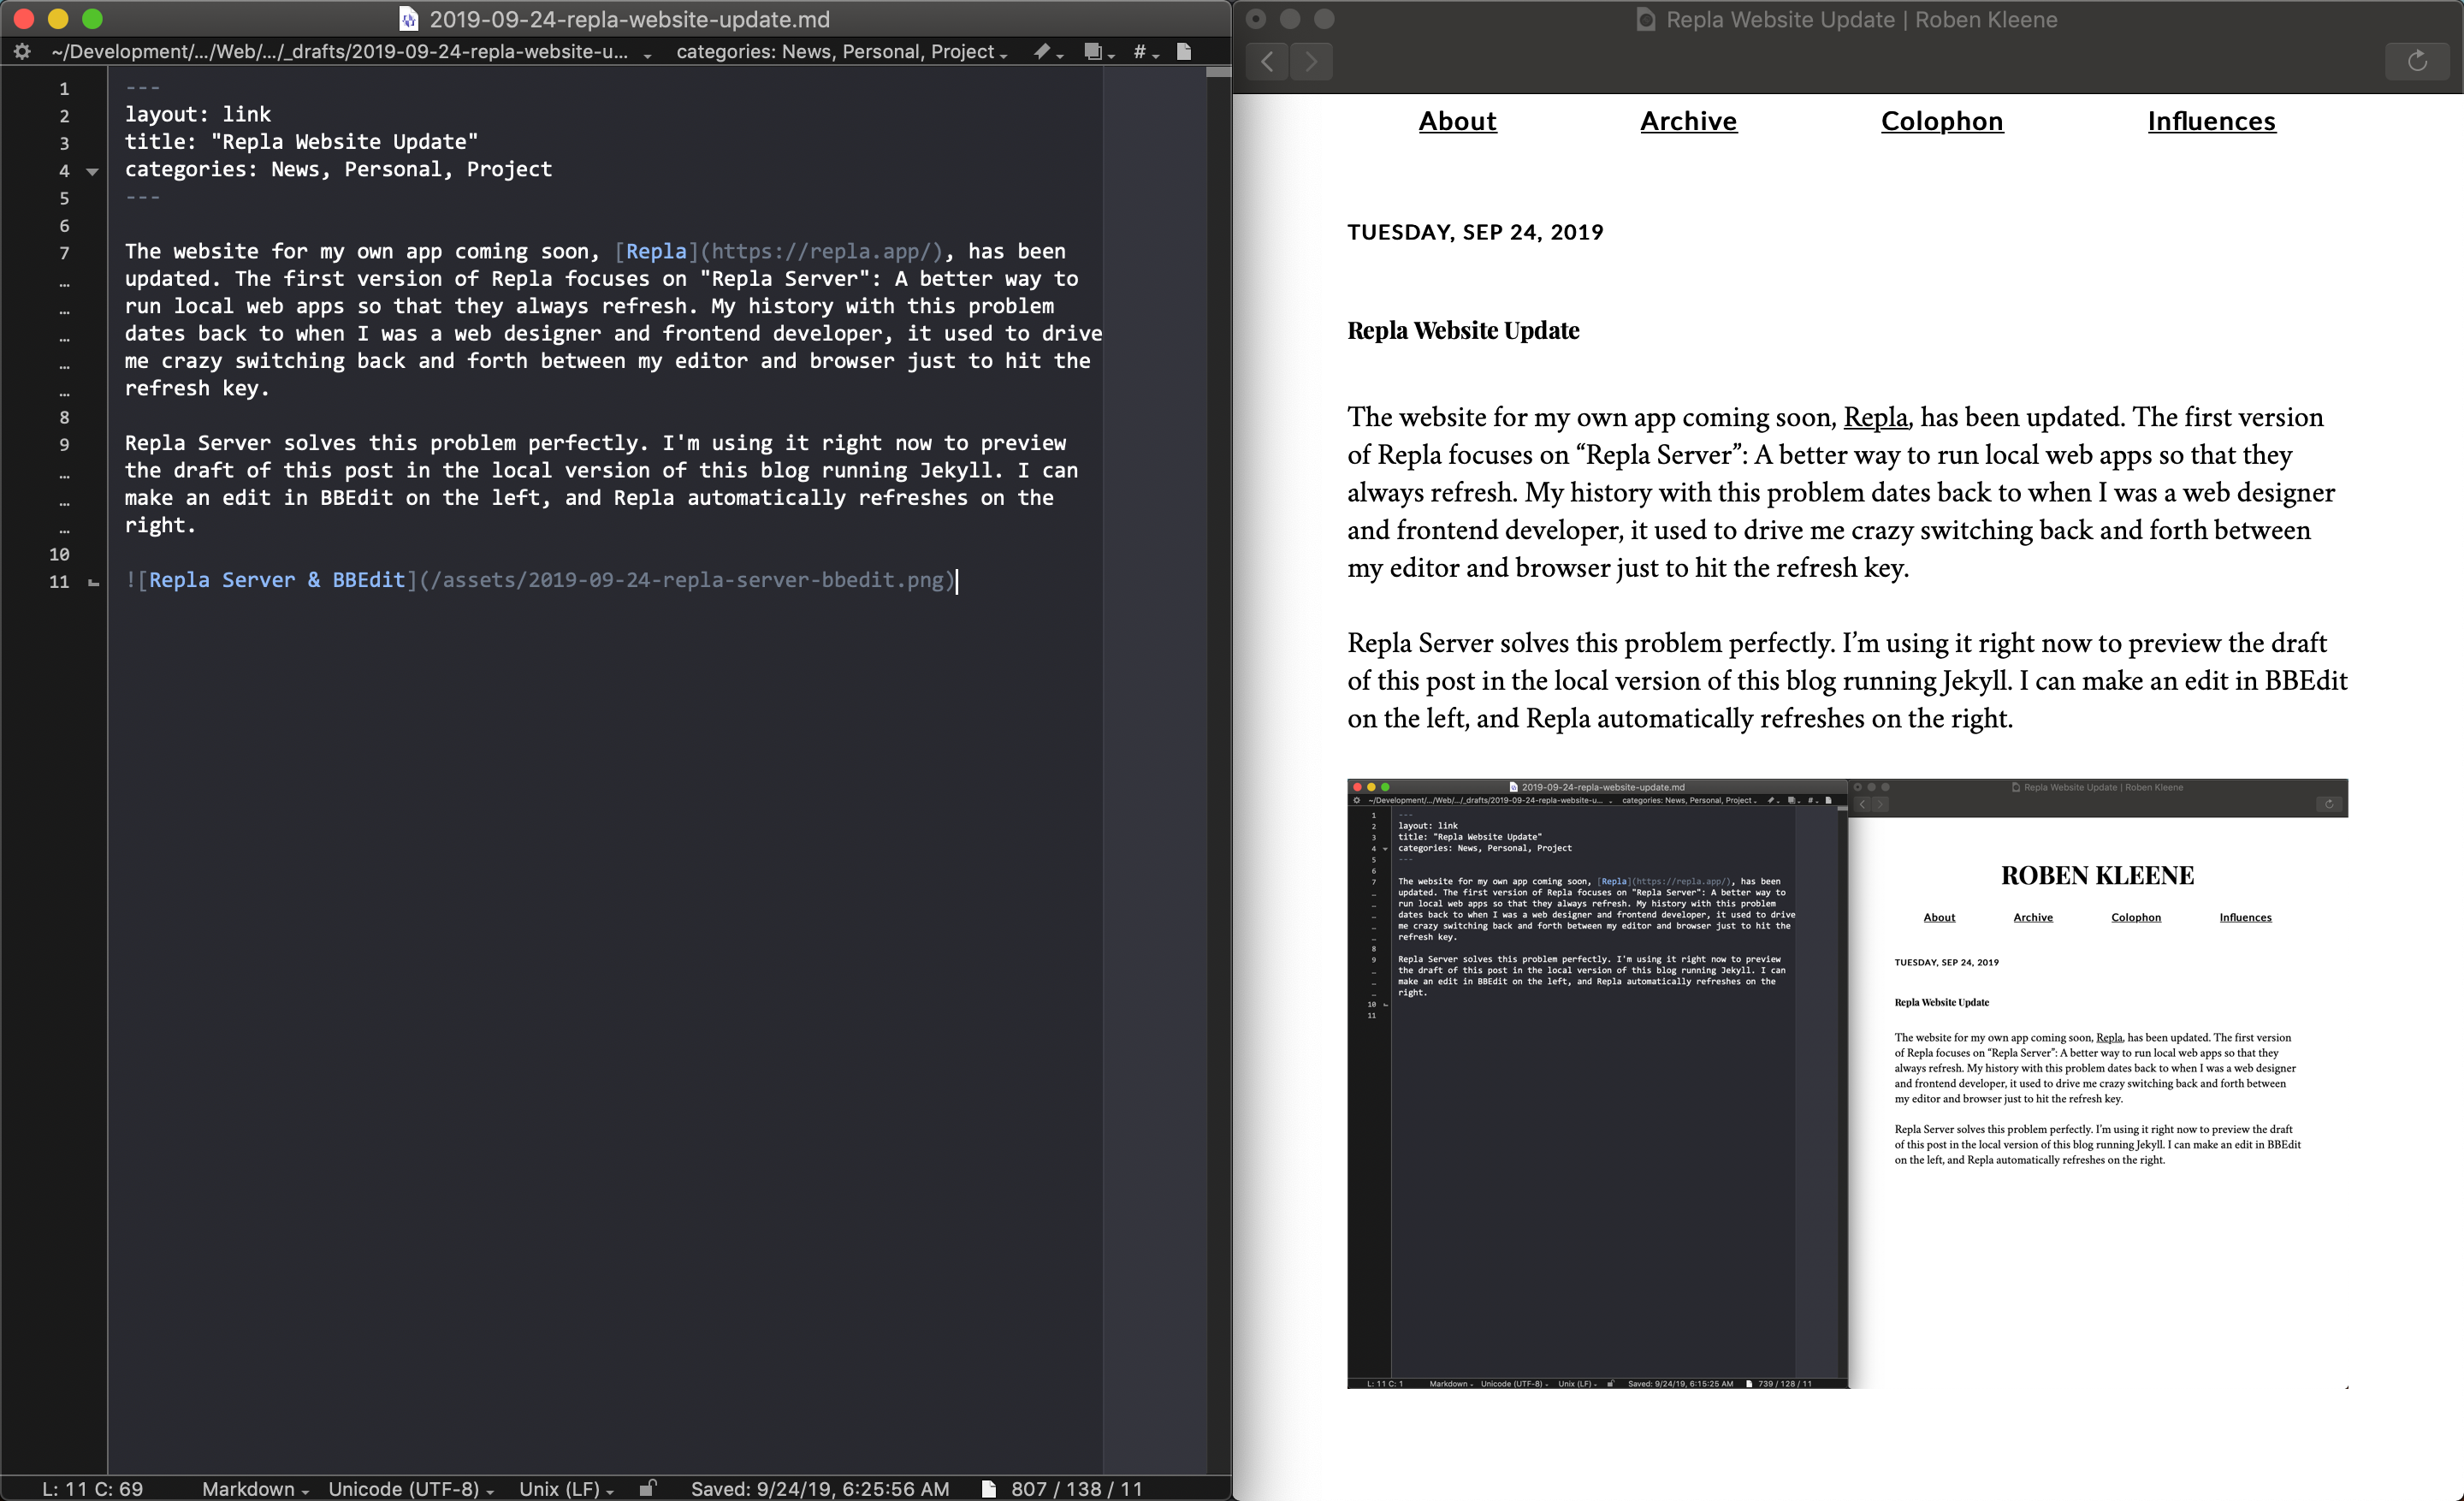 2019-09-24-repla-website-update.md
~/Development/.../Web/.../_drafts/2019-09-24-repla-website-u...
categories: News, Personal, Project
#
1 ---
2 layout: link
3 title: "Repla Website Update"
4 categories: News, Personal, Project
5 ---
6
7 The website for my own app coming soon, [Repla](https://repla.app/), has been
… updated. The first version of Repla focuses on "Repla Server": A better way to
… run local web apps so that they always refresh. My history with this problem
… dates back to when I was a web designer and frontend developer, it used to drive
… me crazy switching back and forth between my editor and browser just to hit the
… refresh key.
8
9 Repla Server solves this problem perfectly. I'm using it right now to preview
… the draft of this post in the local version of this blog running Jekyll. I can
… make an edit in BBEdit on the left, and Repla automatically refreshes on the
… right.
10
11 ![Repla Server & BBEdit](/assets/2019-09-24-repla-server-bbedit.png)
L: 11 C: 69 Markdown Unicode (UTF-8) Unix (LF) Saved: 9/24/19, 6:25:56 AM 807 / 138 / 11
Repla Website Update | Roben Kleene
About Archive Colophon Influences
TUESDAY, SEP 24, 2019
Repla Website Update
The website for my own app coming soon, Repla, has been updated. The first version
of Repla focuses on “Repla Server”: A better way to run local web apps so that they
always refresh. My history with this problem dates back to when I was a web designer
and frontend developer, it used to drive me crazy switching back and forth between
my editor and browser just to hit the refresh key.
Repla Server solves this problem perfectly. I’m using it right now to preview the draft
of this post in the local version of this blog running Jekyll. I can make an edit in BBEdit
on the left, and Repla automatically refreshes on the right.
2019-09-24-repla-website-update.md
~/Development/.../Web/.../_drafts/2019-09-24-repla-website-u...
categories: News, Personal, Project
#
1 ---
2 layout: link
3 title: "Repla Website Update"
4 categories: News, Personal, Project
5 ---
6
7 The website for my own app coming soon, [Repla](https://repla.app/), has been
… updated. The first version of Repla focuses on "Repla Server": A better way to
… run local web apps so that they always refresh. My history with this problem
… dates back to when I was a web designer and frontend developer, it used to drive
… me crazy switching back and forth between my editor and browser just to hit the
… refresh key.
8
9 Repla Server solves this problem perfectly. I'm using it right now to preview
… the draft of this post in the local version of this blog running Jekyll. I can
… make an edit in BBEdit on the left, and Repla automatically refreshes on the
… right.
10
11
L: 11 C: 1 Markdown Unicode (UTF-8) Unix (LF) Saved: 9/24/19, 6:15:25 AM 739 / 128 / 11
Repla Website Update | Roben Kleene
ROBEN KLEENE
About Archive Colophon Influences
TUESDAY, SEP 24, 2019
Repla Website Update
The website for my own app coming soon, Repla, has been updated. The first version
of Repla focuses on “Repla Server”: A better way to run local web apps so that they
always refresh. My history with this problem dates back to when I was a web designer
and frontend developer, it used to drive me crazy switching back and forth between
my editor and browser just to hit the refresh key.
Repla Server solves this problem perfectly. I’m using it right now to preview the draft
of this post in the local version of this blog running Jekyll. I can make an edit in BBEdit
on the left, and Repla automatically refreshes on the right.